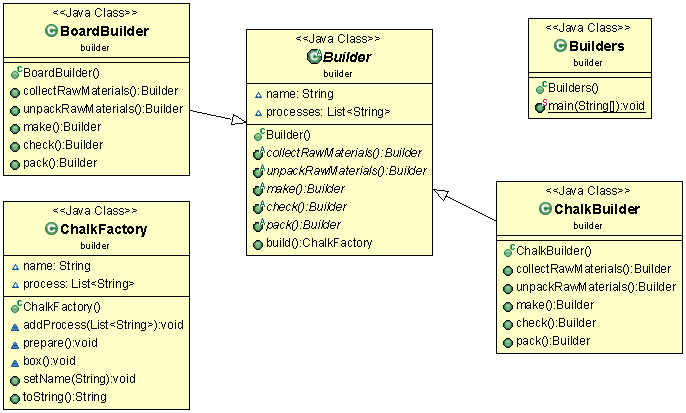 <<Java Class>>
BoardBuilder
builder
BoardBuilder()
collectRawMaterials():Builder
unpackRawMaterials():Builder
make():Builder
check():Builder
pack():Builder
<<Java Class>>
Builder
builder
name: String
processes: List<String>
Builder()
collectRawMaterials():Builder
unpackRawMaterials():Builder
make():Builder
check():Builder
pack():Builder
build():ChalkFactory
<<Java Class>>
Builders
builder
Builders()
main(String[]):void
<<Java Class>>
ChalkFactory
builder
name: String
process: List<String>
ChalkFactory()
addProcess(List<String>):void
prepare():void
box():void
setName(String):void
toString():String
<<Java Class>>
ChalkBuilder
builder
ChalkBuilder()
collectRawMaterials():Builder
unpackRawMaterials():Builder
make():Builder
check():Builder
pack():Builder